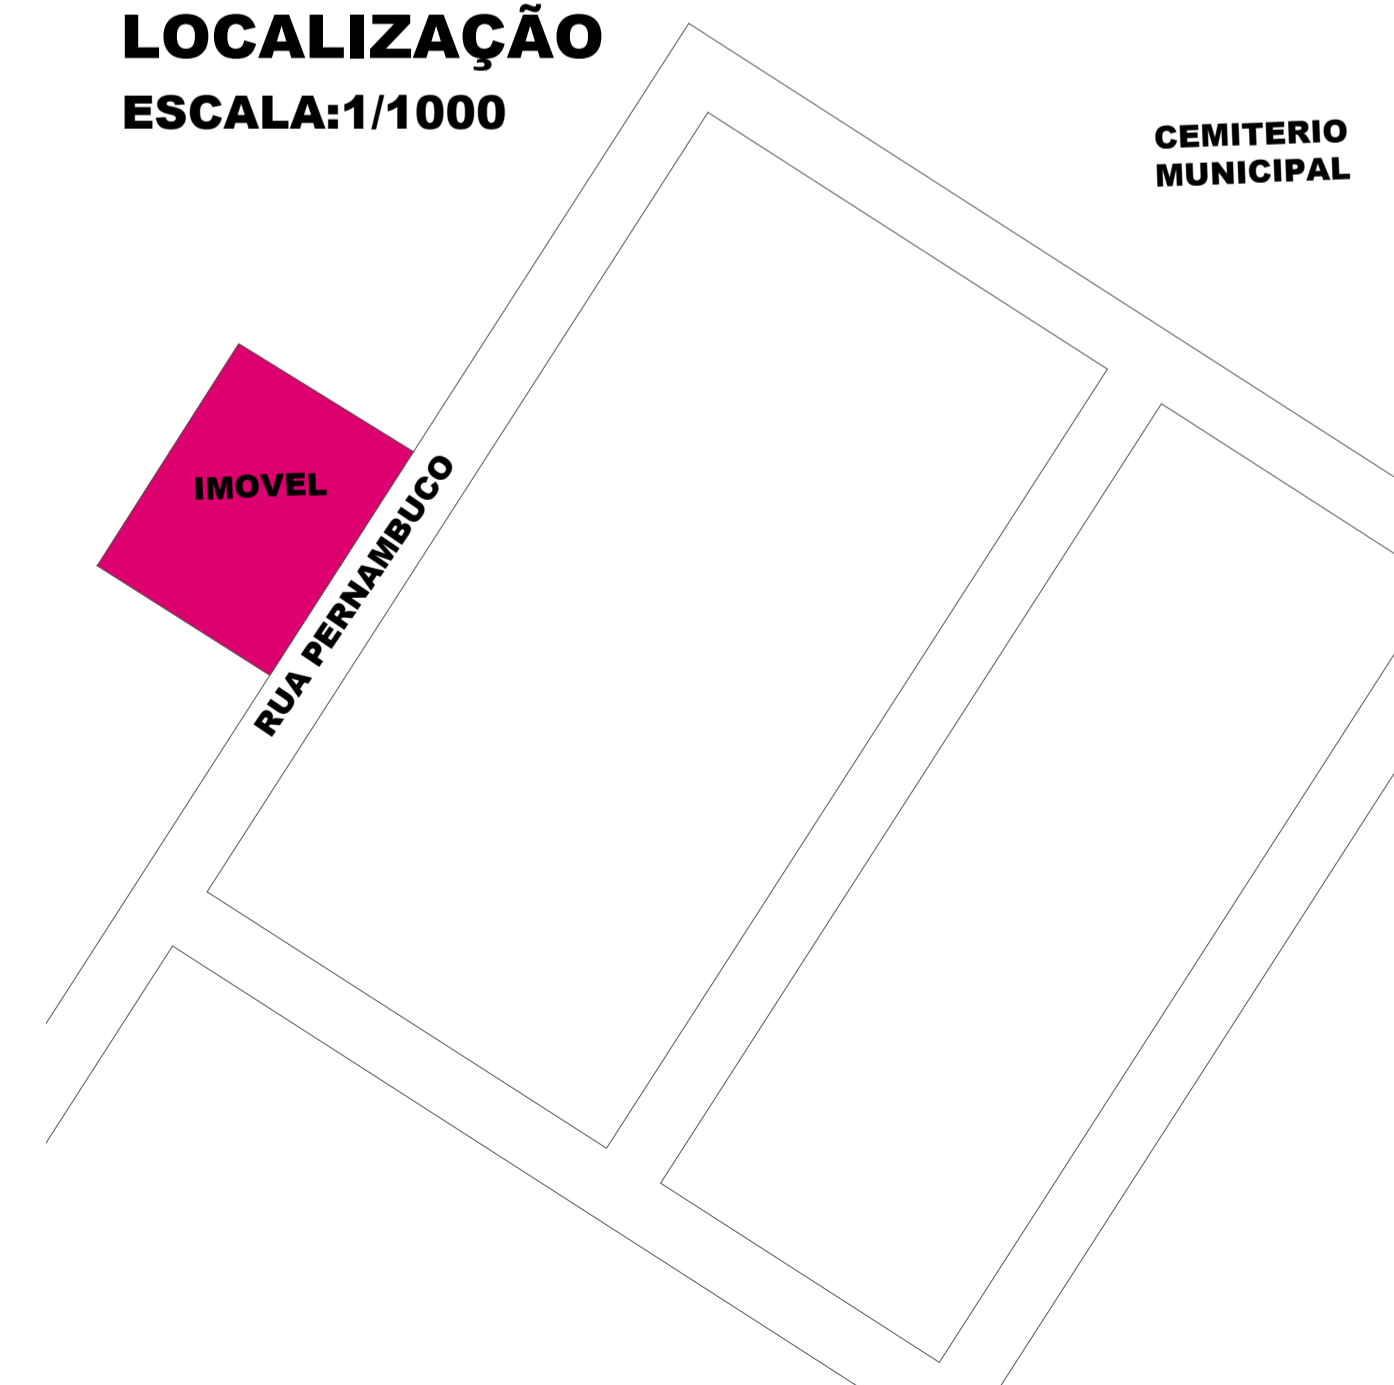 LOCALIZAÇÃO
ESCALA:1/1000
CEMITERIO
MUNICIPAL
IMOVEL
RUA PERNAMBUCO